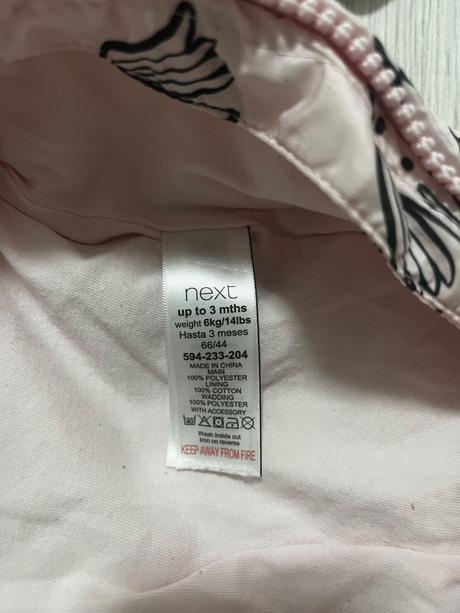 next
up to 3 mths
weight 6kg/14lbs
Hasta 3 meses
66/44
594-233-204
MADE IN CHINA
MAIN
100% POLYESTER
LINING
100% COTTON
WADDING
100% POLYESTER
WITH ACCESSORY
40
Wash inside out
Iron on reverse
KEEP AWAY FROM FIRE